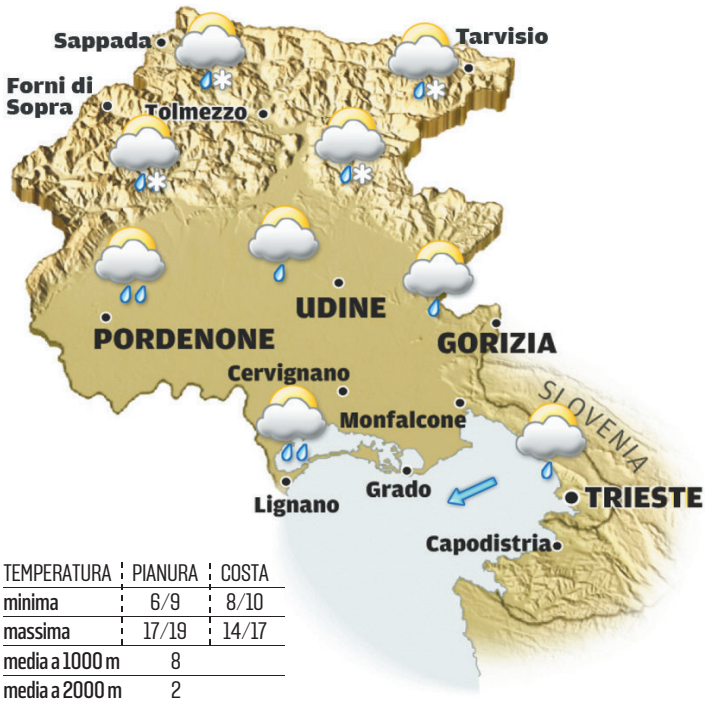 Sappada
Tarvisio
Forni di
Sopra
Tolmezzo
UDINE
PORDENONE
GORIZIA
Cervignano
SLOVENIA
Monfalcone
Grado
Lignano
TRIESTE
Capodistria
TEMPERATURA PIANURA COSTA
minima 6/9 8/10
massima 17/19 14/17
media a 1000 m 8
media a 2000 m 2